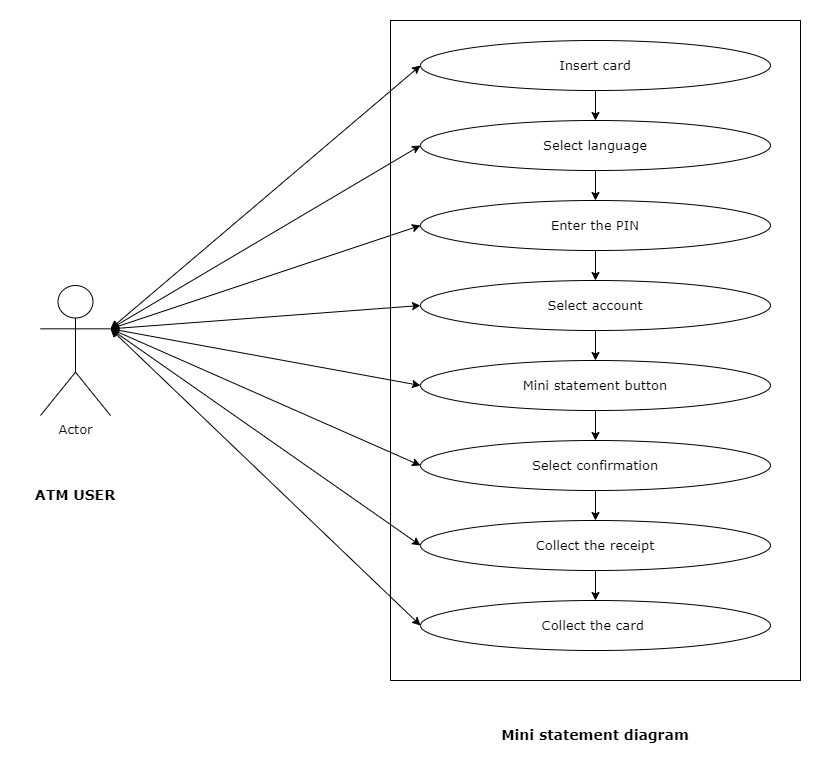 Insert card
Select language
Enter the PIN
Select account
Mini statement button
Select confirmation
Collect the receipt
Collect the card
Actor
ATM USER
Mini statement diagram